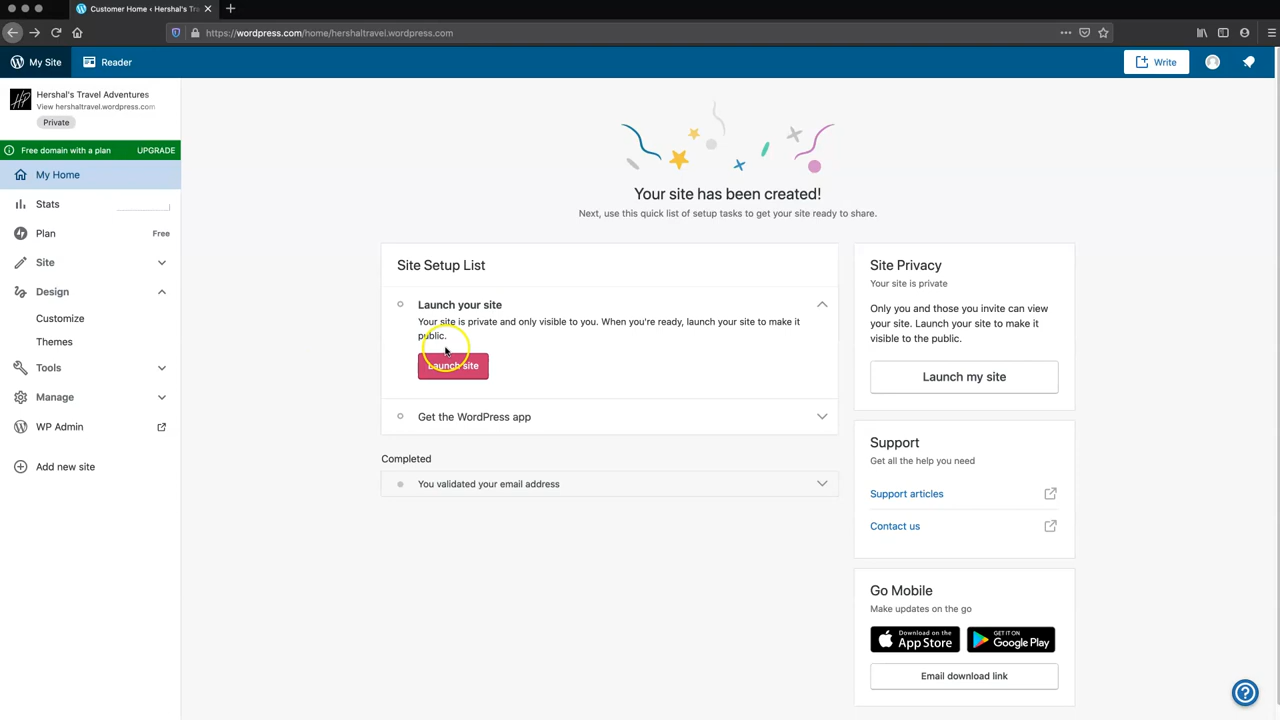 Customer Home ‹ Hershal's Tr
https://wordpress.com/home/hershaltravel.wordpress.com
My Site
Reader
Write
Hershal's Travel Adventures
View hershaltravel.wordpress.com
Private
Free domain with a plan UPGRADE
My Home
Stats
Plan Free
Site
Design
Customize
Themes
Tools
Manage
WP Admin
Add new site
Your site has been created!
Next, use this quick list of setup tasks to get your site ready to share.
Site Setup List
Launch your site
Your site is private and only visible to you. When you're ready, launch your site to make it
public.
Launch site
Get the WordPress app
Completed
You validated your email address
Site Privacy
Your site is private
Only you and those you invite can view
your site. Launch your site to make it
visible to the public.
Launch my site
Support
Get all the help you need
Support articles
Contact us
Go Mobile
Make updates on the go
Download on the
App Store
GET IT ON
Google Play
Email download link